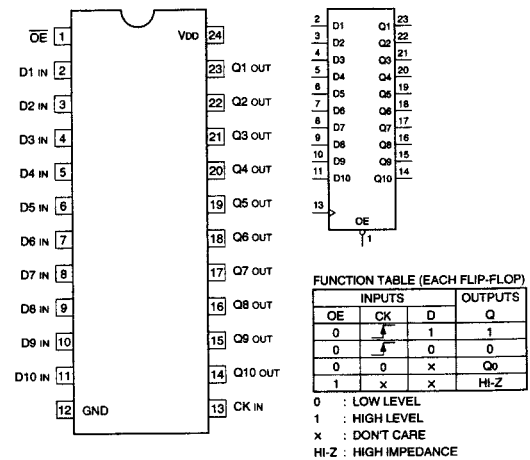 OE 1 VDD 24
D1 IN 2 23 Q1 OUT
D2 IN 3 22 Q2 OUT
D3 IN 4 21 Q3 OUT
D4 IN 5 20 Q4 OUT
D5 IN 6 19 Q5 OUT
D6 IN 7 18 Q6 OUT
D7 IN 8 17 Q7 OUT
D8 IN 9 16 Q8 OUT
D9 IN 10 15 Q9 OUT
D10 IN 11 14 Q10 OUT
12 GND 13 CK IN
2 D1 Q1 23
3 D2 Q2 22
4 D3 Q3 21
5 D4 Q4 20
6 D5 Q5 19
7 D6 Q6 18
8 D7 Q7 17
9 D8 Q8 16
10 D9 Q9 15
11 D10 Q10 14
13
OE
1
FUNCTION TABLE (EACH FLIP-FLOP)
INPUTS OUTPUTS
OE CK D Q
0 1 1
0 0 0
0 0 × Q0
1 × × HI-Z
0 : LOW LEVEL
1 : HIGH LEVEL
× : DON'T CARE
HI-Z : HIGH IMPEDANCE